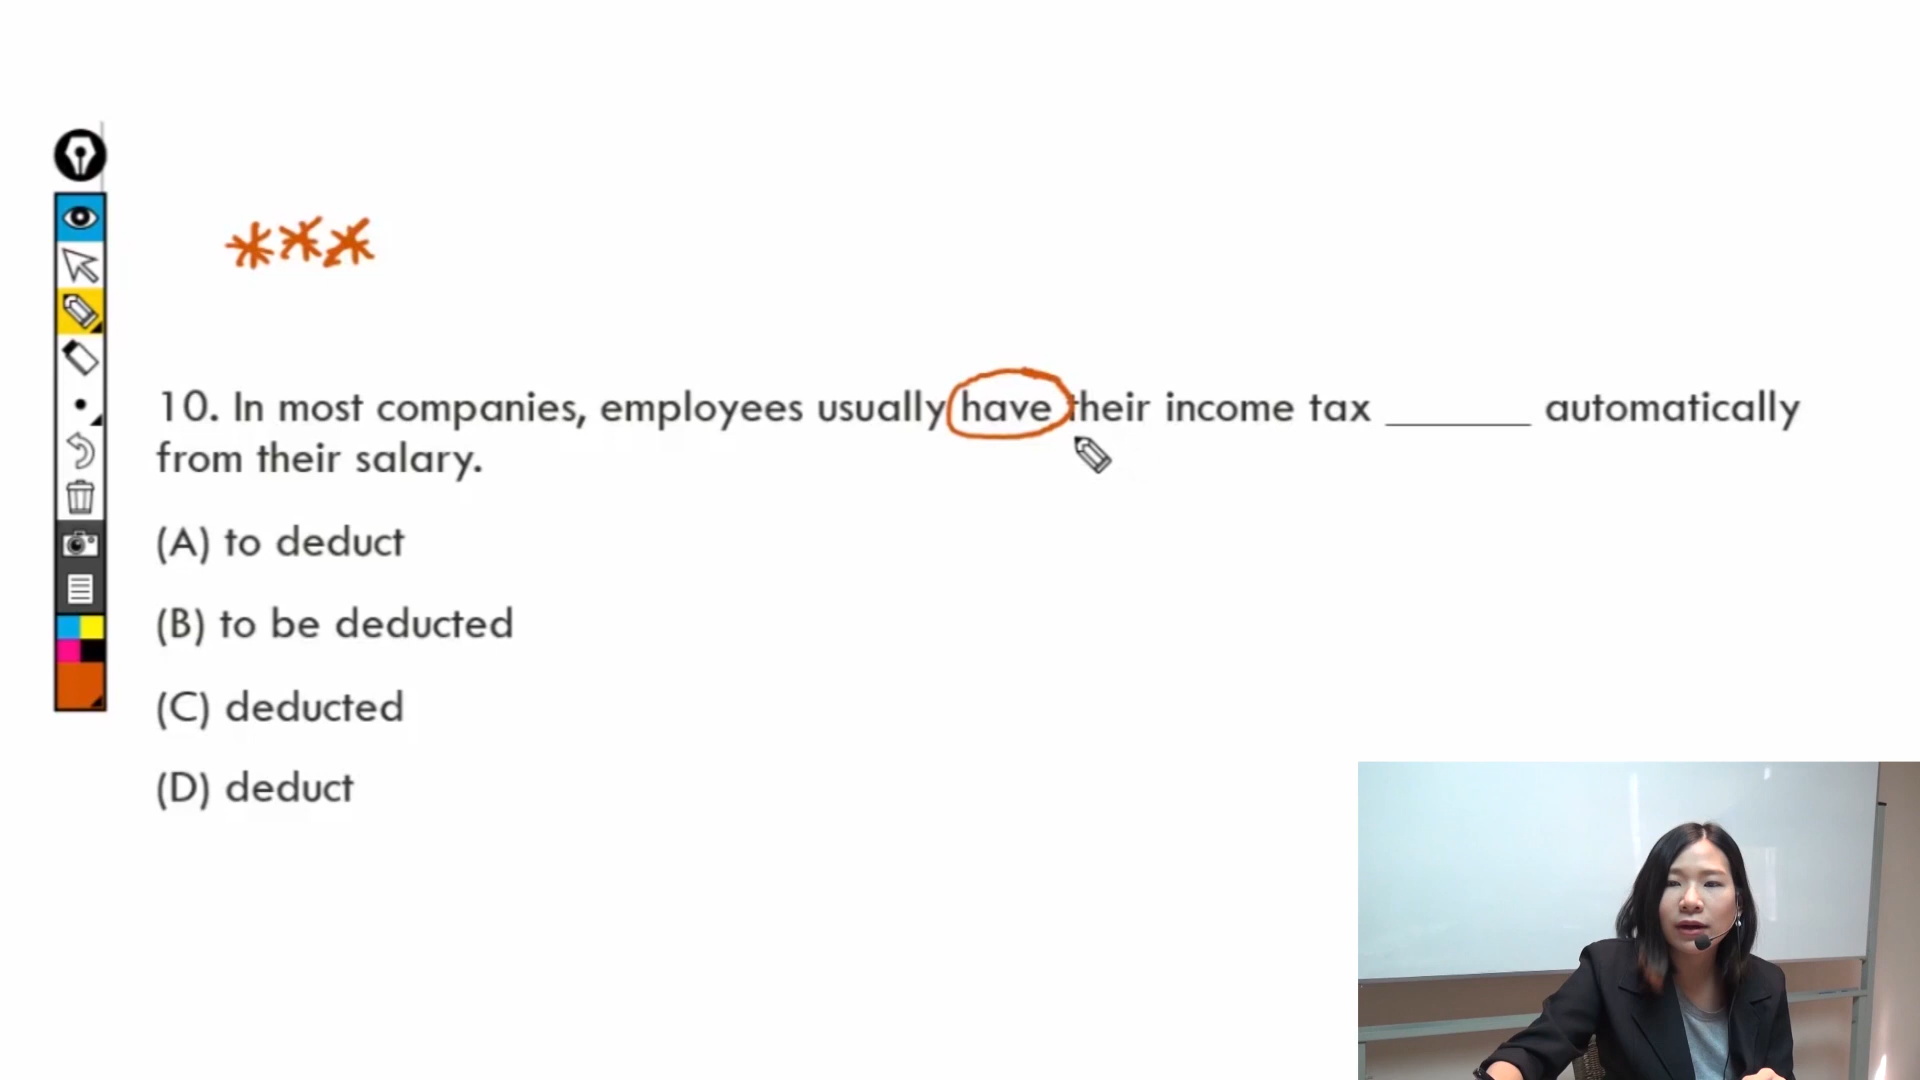 ***
10. In most companies, employees usually have their income tax _______ automatically
from their salary.
(A) to deduct
(B) to be deducted
(C) deducted
(D) deduct